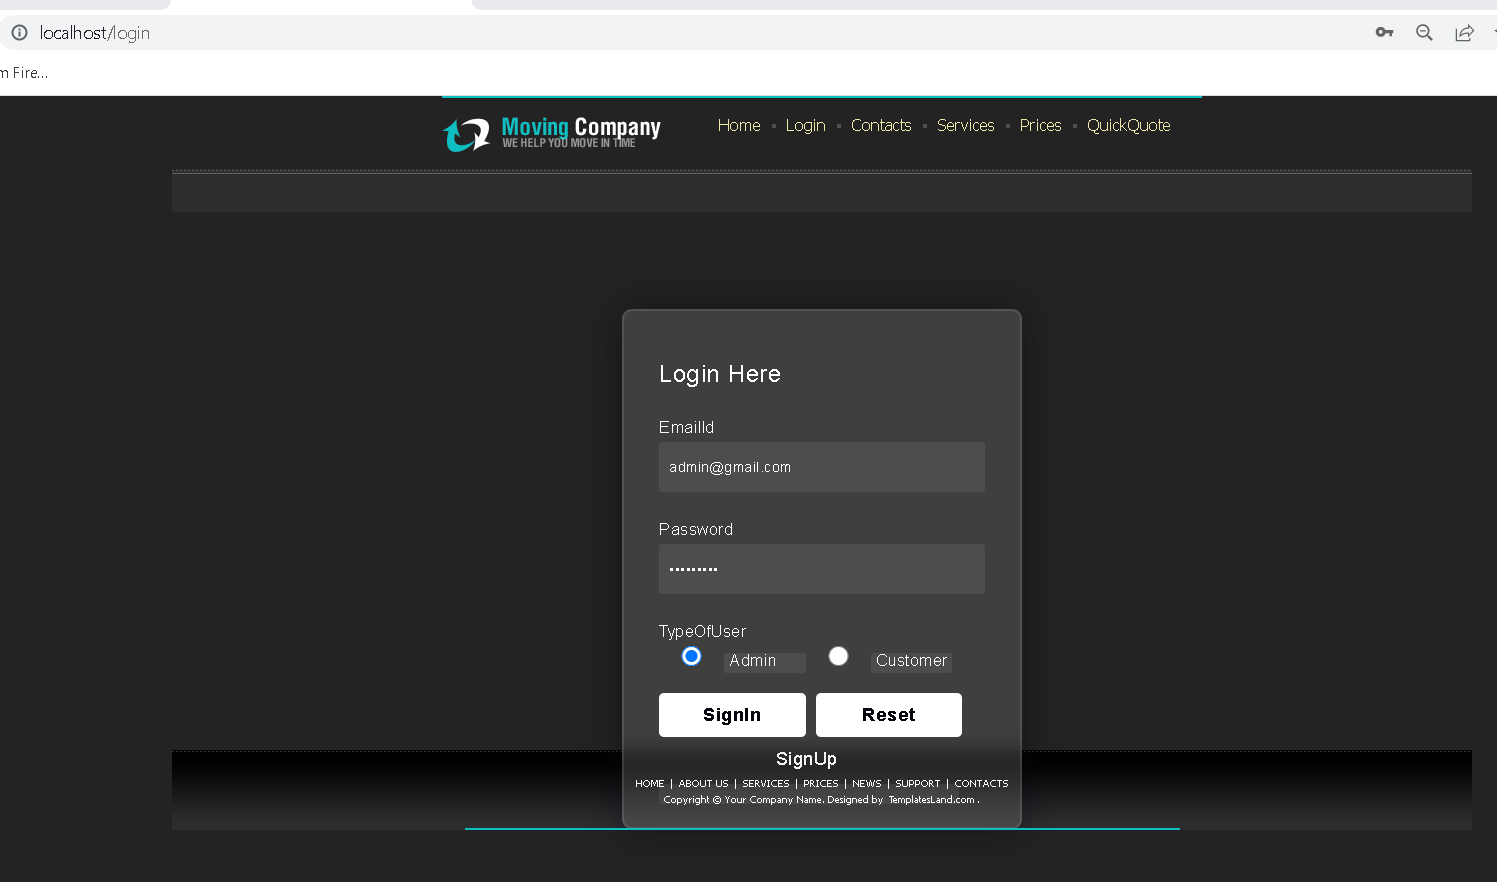 localhost/login
m Fire...
Moving Company
WE HELP YOU MOVE IN TIME
Home Login Contacts Services Prices QuickQuote
Login Here
EmailId
admin@gmail.com
Password
•••••••••
TypeOfUser
Admin Customer
SignIn Reset
SignUp
HOME | ABOUT US | SERVICES | PRICES | NEWS | SUPPORT | CONTACTS
Copyright © Your Company Name. Designed by TemplatesLand.com .